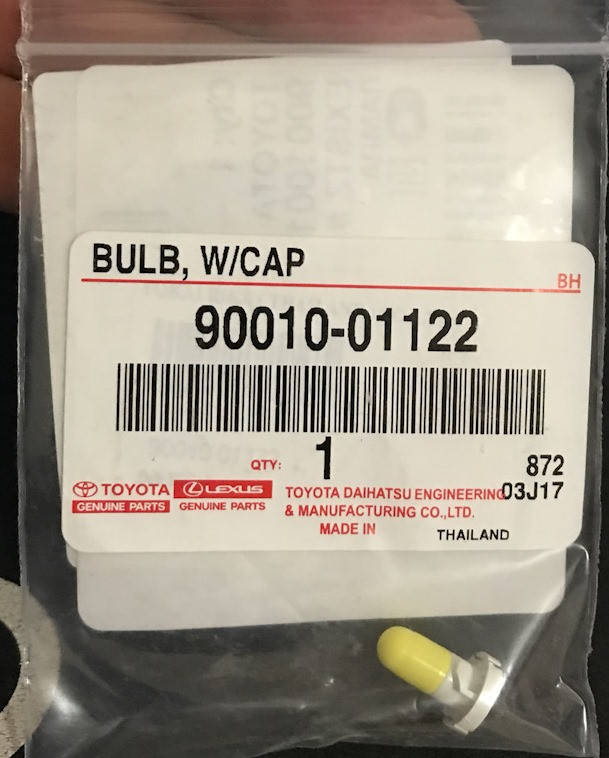 BULB, W/CAP
BH
90010-01122
QTY: 1
872
03J17
TOYOTA
GENUINE PARTS
LEXUS
GENUINE PARTS
TOYOTA DAIHATSU ENGINEERING
& MANUFACTURING CO.,LTD.
MADE IN THAILAND